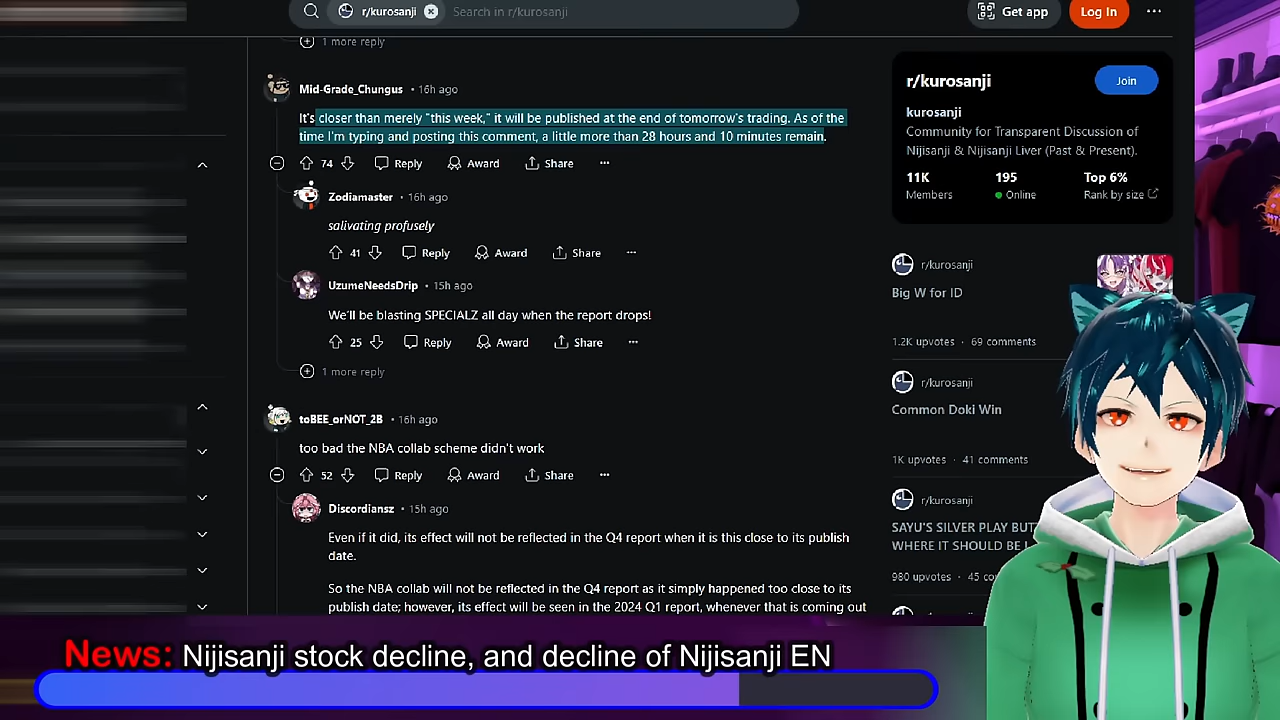 r/kurosanji
Search in r/kurosanji
Get app
Log In
1 more reply
Mid-Grade_Chungus • 16h ago
It's closer than merely "this week," it will be published at the end of tomorrow's trading. As of the
time I'm typing and posting this comment, a little more than 28 hours and 10 minutes remain.
74 Reply Award Share
Zodiamaster • 16h ago
salivating profusely
41 Reply Award Share
UzumeNeedsDrip • 15h ago
We'll be blasting SPECIALZ all day when the report drops!
25 Reply Award Share
1 more reply
toBEE_orNOT_2B • 16h ago
too bad the NBA collab scheme didn't work
52 Reply Award Share
Discordiansz • 15h ago
Even if it did, its effect will not be reflected in the Q4 report when it is this close to its publish
date.
So the NBA collab will not be reflected in the Q4 report as it simply happened too close to its
publish date; however, its effect will be seen in the 2024 Q1 report, whenever that is coming out
r/kurosanji
Join
kurosanji
Community for Transparent Discussion of
Nijisanji & Nijisanji Liver (Past & Present).
11K 195 Top 6%
Members Online Rank by size
r/kurosanji
Big W for ID
1.2K upvotes • 69 comments
r/kurosanji
Common Doki Win
1K upvotes • 41 comments
r/kurosanji
SAYU'S SILVER PLAY
WHERE IT SHOULD BE
980 upvotes • 45
News: Nijisanji stock decline, and decline of Nijisanji EN